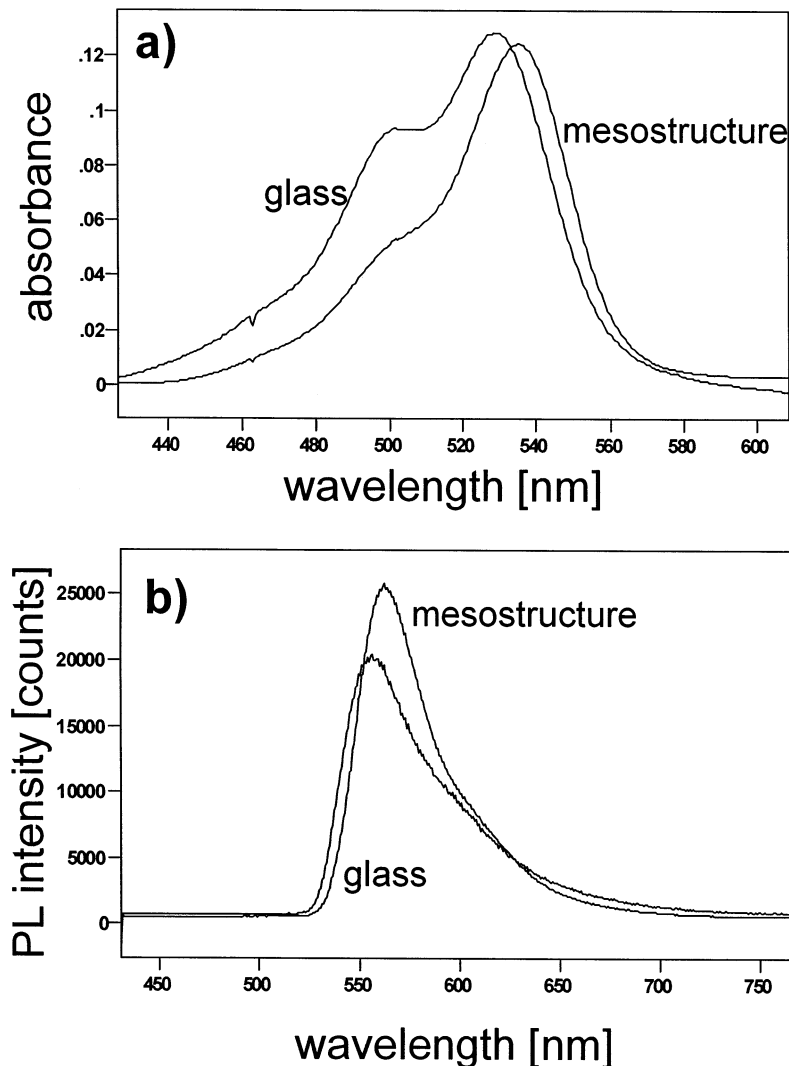 a)
absorbance
.12
.1
.08
.06
.04
.02
0
glass
mesostructure
440 460 480 500 520 540 560 580 600
wavelength [nm]
b)
PL intensity [counts]
25000
20000
15000
10000
5000
0
mesostructure
glass
450 500 550 600 650 700 750
wavelength [nm]